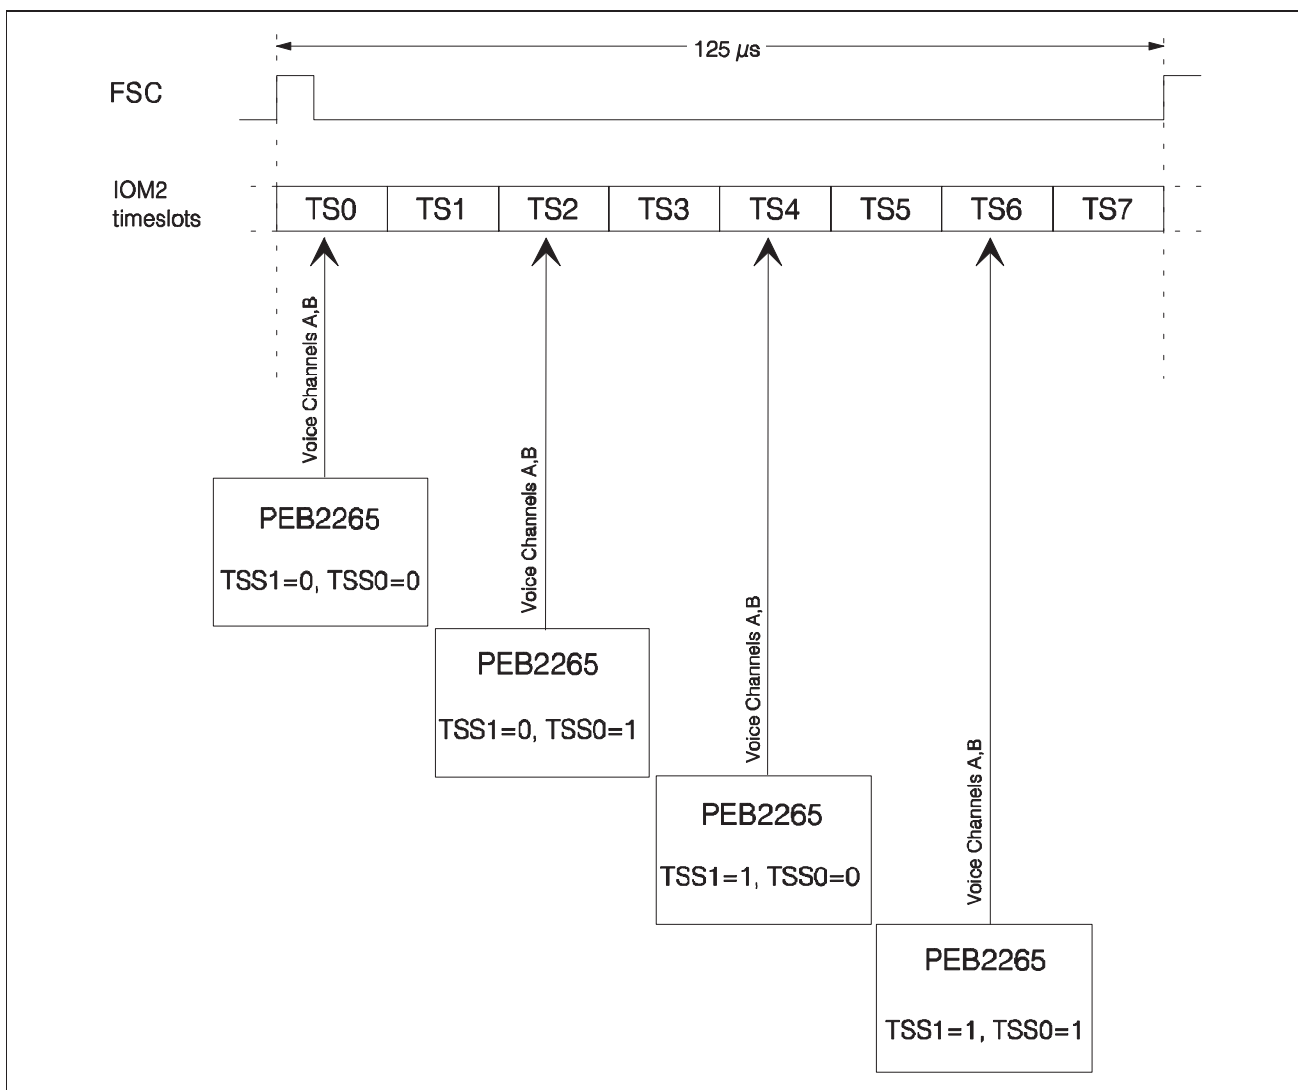 125 µs
FSC
IOM2
timeslots
TS0 TS1 TS2 TS3 TS4 TS5 TS6 TS7
Voice Channels A,B
PEB2265
TSS1=0, TSS0=0
Voice Channels A,B
PEB2265
TSS1=0, TSS0=1
Voice Channels A,B
PEB2265
TSS1=1, TSS0=0
Voice Channels A,B
PEB2265
TSS1=1, TSS0=1